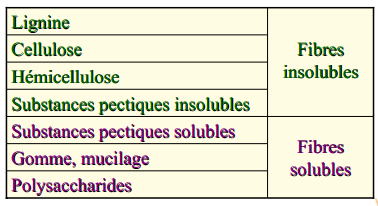 Lignine
Cellulose
Hémicellulose
Substances pectiques insolubles
Fibres
insolubles
Substances pectiques solubles
Gomme, mucilage
Polysaccharides
Fibres
solubles